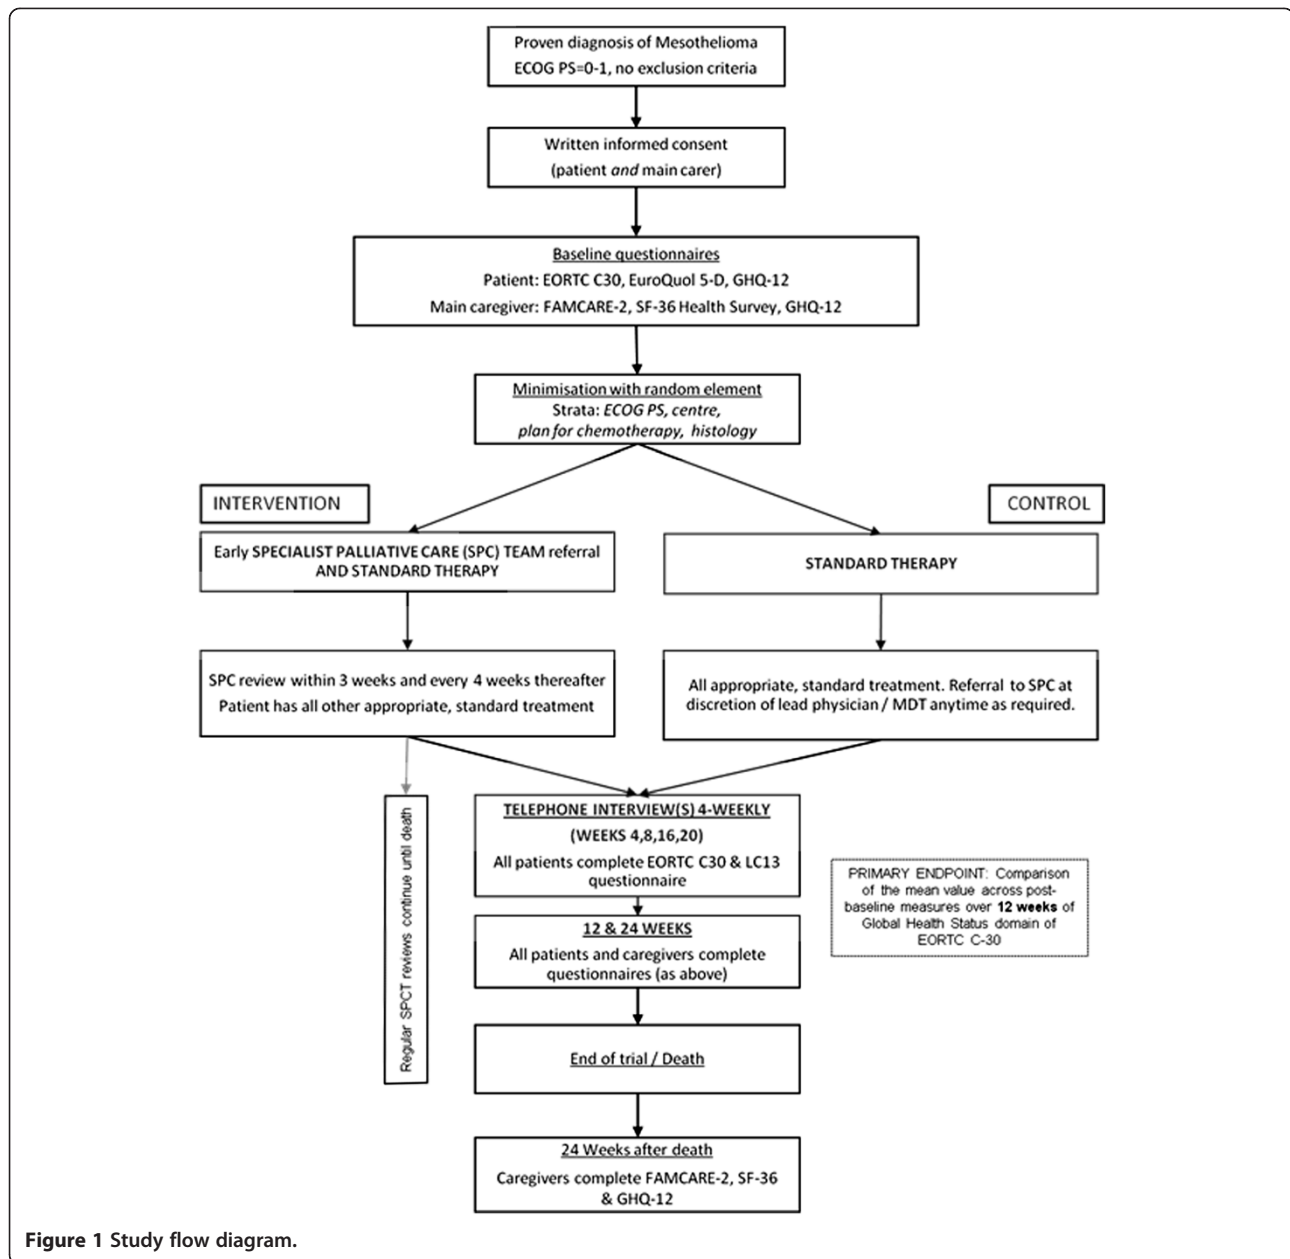 Proven diagnosis of Mesothelioma
ECOG PS=0-1, no exclusion criteria
Written informed consent
(patient and main carer)
Baseline questionnaires
Patient: EORTC C30, EuroQuol 5-D, GHQ-12
Main caregiver: FAMCARE-2, SF-36 Health Survey, GHQ-12
Minimisation with random element
Strata: ECOG PS, centre,
plan for chemotherapy, histology
INTERVENTION
CONTROL
Early SPECIALIST PALLIATIVE CARE (SPC) TEAM referral
AND STANDARD THERAPY
STANDARD THERAPY
SPC review within 3 weeks and every 4 weeks thereafter
Patient has all other appropriate, standard treatment
All appropriate, standard treatment. Referral to SPC at
discretion of lead physician / MDT anytime as required.
Regular SPCT reviews continue until death
TELEPHONE INTERVIEW(S) 4-WEEKLY
(WEEKS 4,8,16,20)
All patients complete EORTC C30 & LC13
questionnaire
PRIMARY ENDPOINT: Comparison
of the mean value across post-
baseline measures over 12 weeks of
Global Health Status domain of
EORTC C-30
12 & 24 WEEKS
All patients and caregivers complete
questionnaires (as above)
End of trial / Death
24 Weeks after death
Caregivers complete FAMCARE-2, SF-36
& GHQ-12
Figure 1 Study flow diagram.